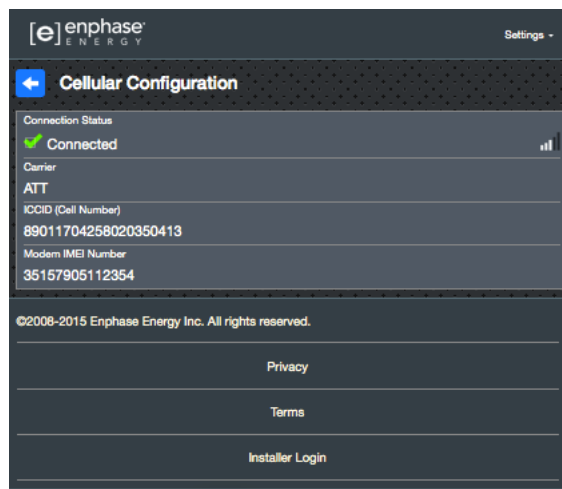 [e] enphase
ENERGY
Settings
Cellular Configuration
Connection Status
Connected
Carrier
ATT
ICCID (Cell Number)
89011704258020350413
Modem IMEI Number
35157905112354
©2008-2015 Enphase Energy Inc. All rights reserved.
Privacy
Terms
Installer Login